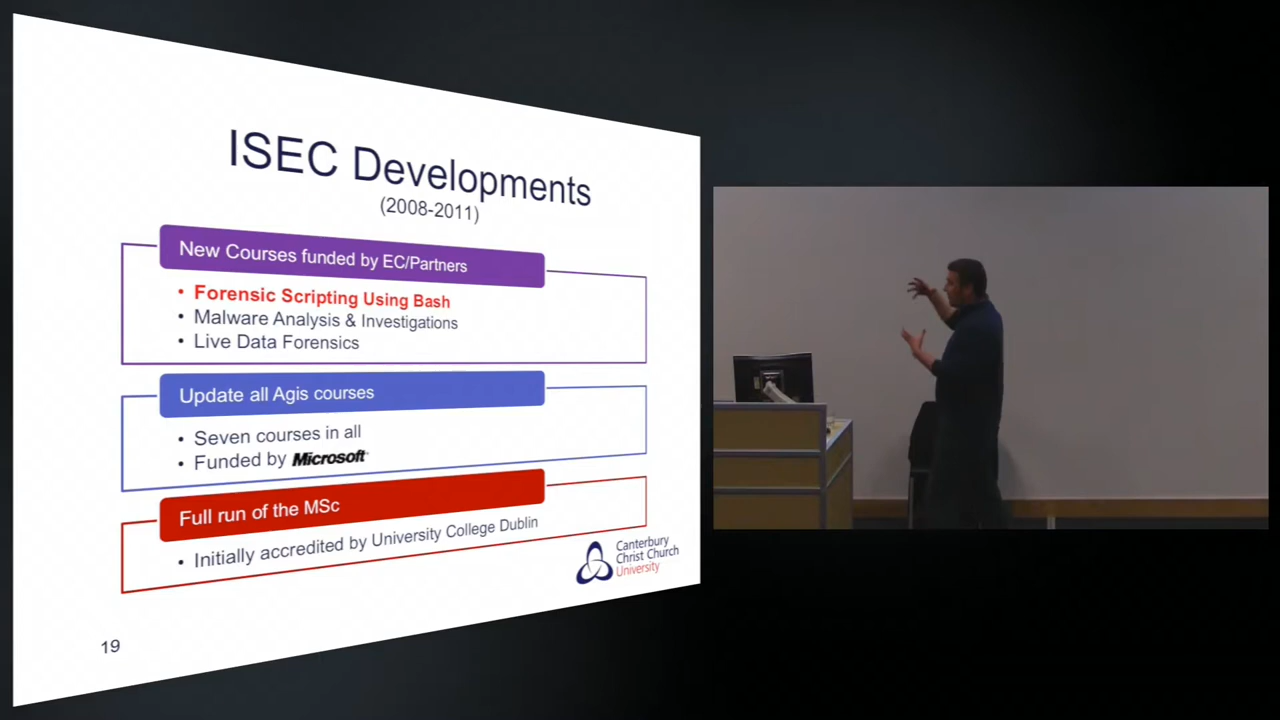 ISEC Developments
(2008-2011)
New Courses funded by EC/Partners
• Forensic Scripting Using Bash
• Malware Analysis & Investigations
• Live Data Forensics
Update all Agis courses
• Seven courses in all
• Funded by Microsoft
Full run of the MSc
• Initially accredited by University College Dublin
Canterbury
Christ Church
University
19